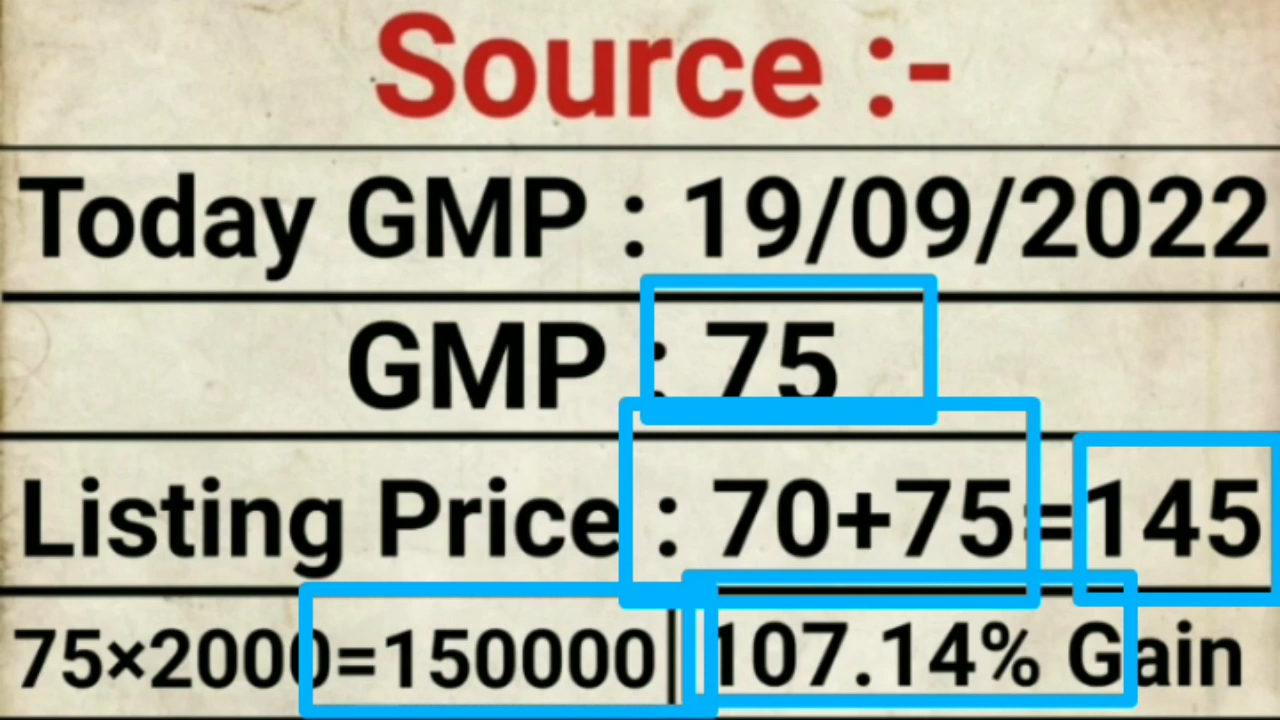 Source :-
Today GMP : 19/09/2022
GMP : 75
Listing Price : 70+75=145
75×2000=150000| 107.14% Gain